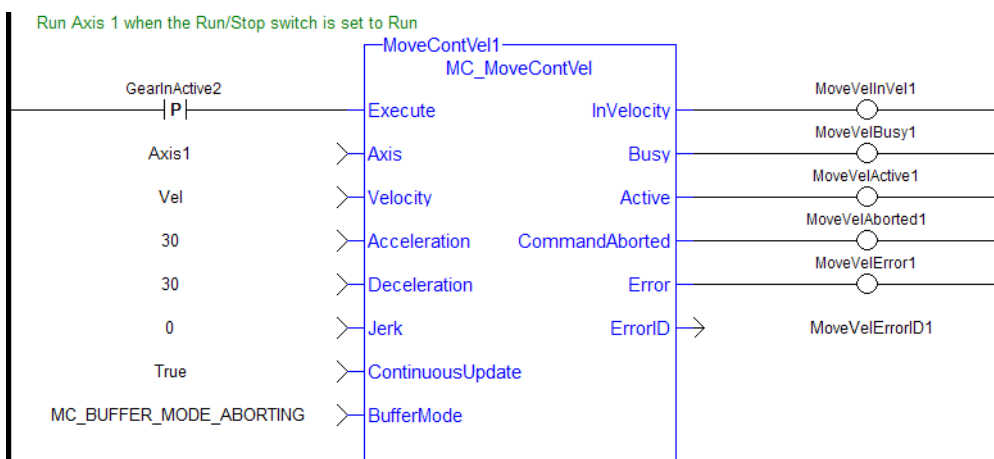 Run Axis 1 when the Run/Stop switch is set to Run
MoveContVel1
MC_MoveContVel
GearInActive2
P
Execute
InVelocity
MoveVelInVel1
Axis1
Axis
Busy
MoveVelBusy1
Vel
Velocity
Active
MoveVelActive1
30
Acceleration
CommandAborted
MoveVelAborted1
30
Deceleration
Error
MoveVelError1
0
Jerk
ErrorID
MoveVelErrorID1
True
ContinuousUpdate
MC_BUFFER_MODE_ABORTING
BufferMode